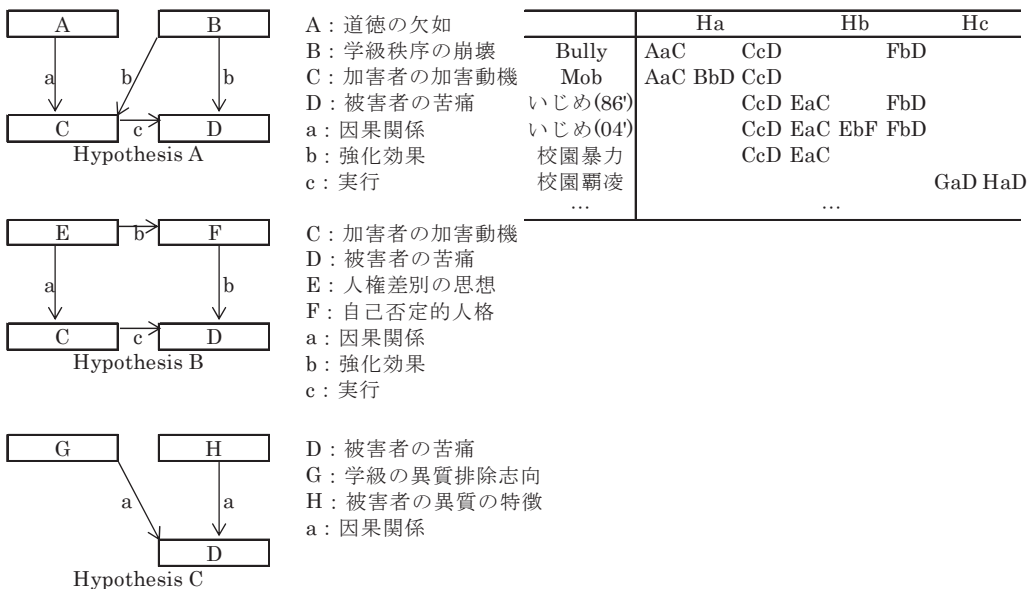 A B
a b b
C c D
Hypothesis A
A：道徳の欠如
B：学級秩序の崩壊
C：加害者の加害動機
D：被害者の苦痛
a：因果関係
b：強化効果
c：実行
Ha Hb Hc
Bully AaC CcD FbD
Mob AaC BbD CcD
いじめ(86') CcD EaC FbD
いじめ(04') CcD EaC EbF FbD
校園暴力 CcD EaC
校園覇凌 GaD HaD
… …
E b F
a b
C c D
Hypothesis B
C：加害者の加害動機
D：被害者の苦痛
E：人権差別の思想
F：自己否定的人格
a：因果関係
b：強化効果
c：実行
G H
a a
D
Hypothesis C
D：被害者の苦痛
G：学級の異質排除志向
H：被害者の異質の特徴
a：因果関係